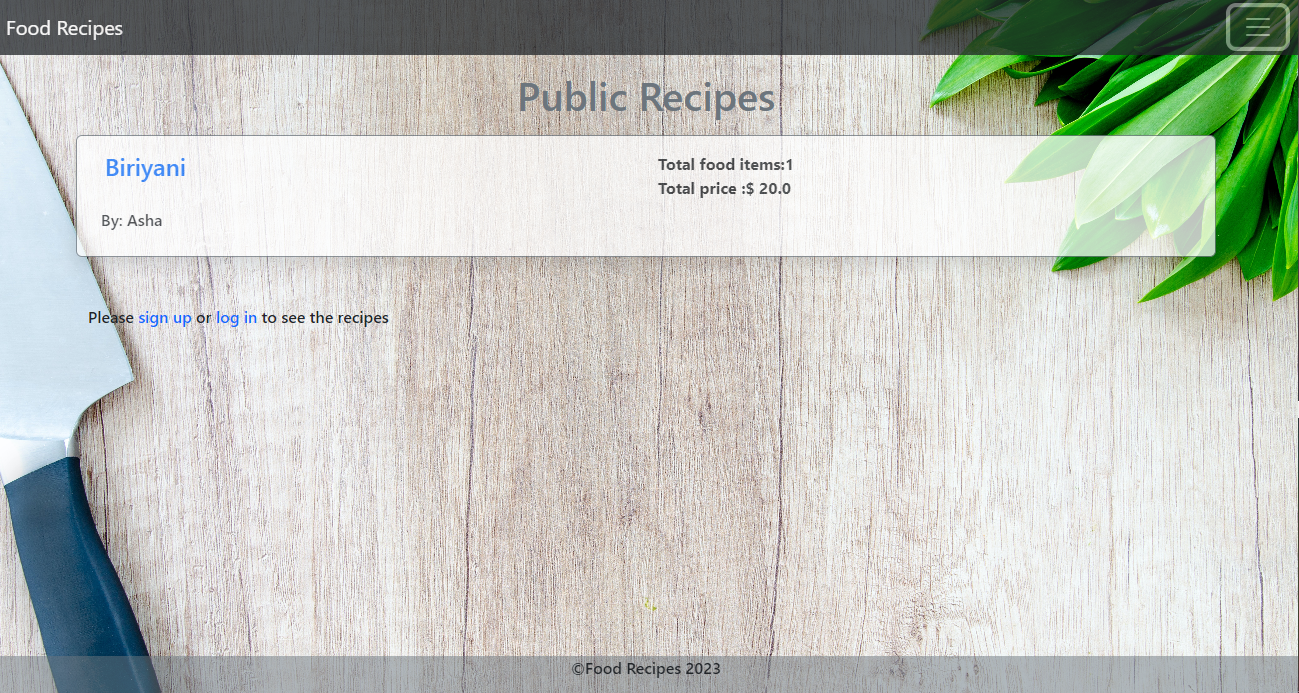 Food Recipes
Public Recipes
Biriyani
Total food items:1
Total price :$ 20.0
By: Asha
Please sign up or log in to see the recipes
©Food Recipes 2023